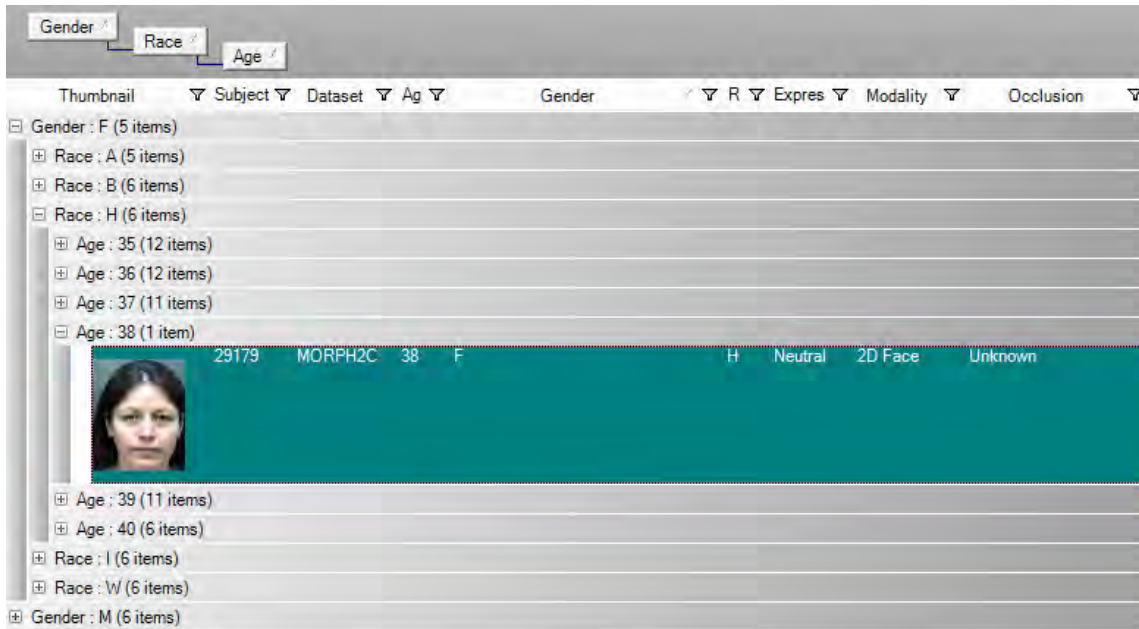 Gender
Race
Age
Thumbnail Subject Dataset Ag Gender R Expres Modality Occlusion
Gender : F (5 items)
Race : A (5 items)
Race : B (6 items)
Race : H (6 items)
Age : 35 (12 items)
Age : 36 (12 items)
Age : 37 (11 items)
Age : 38 (1 item)
29179 MORPH2C 38 F H Neutral 2D Face Unknown
Age : 39 (11 items)
Age : 40 (6 items)
Race : I (6 items)
Race : W (6 items)
Gender : M (6 items)